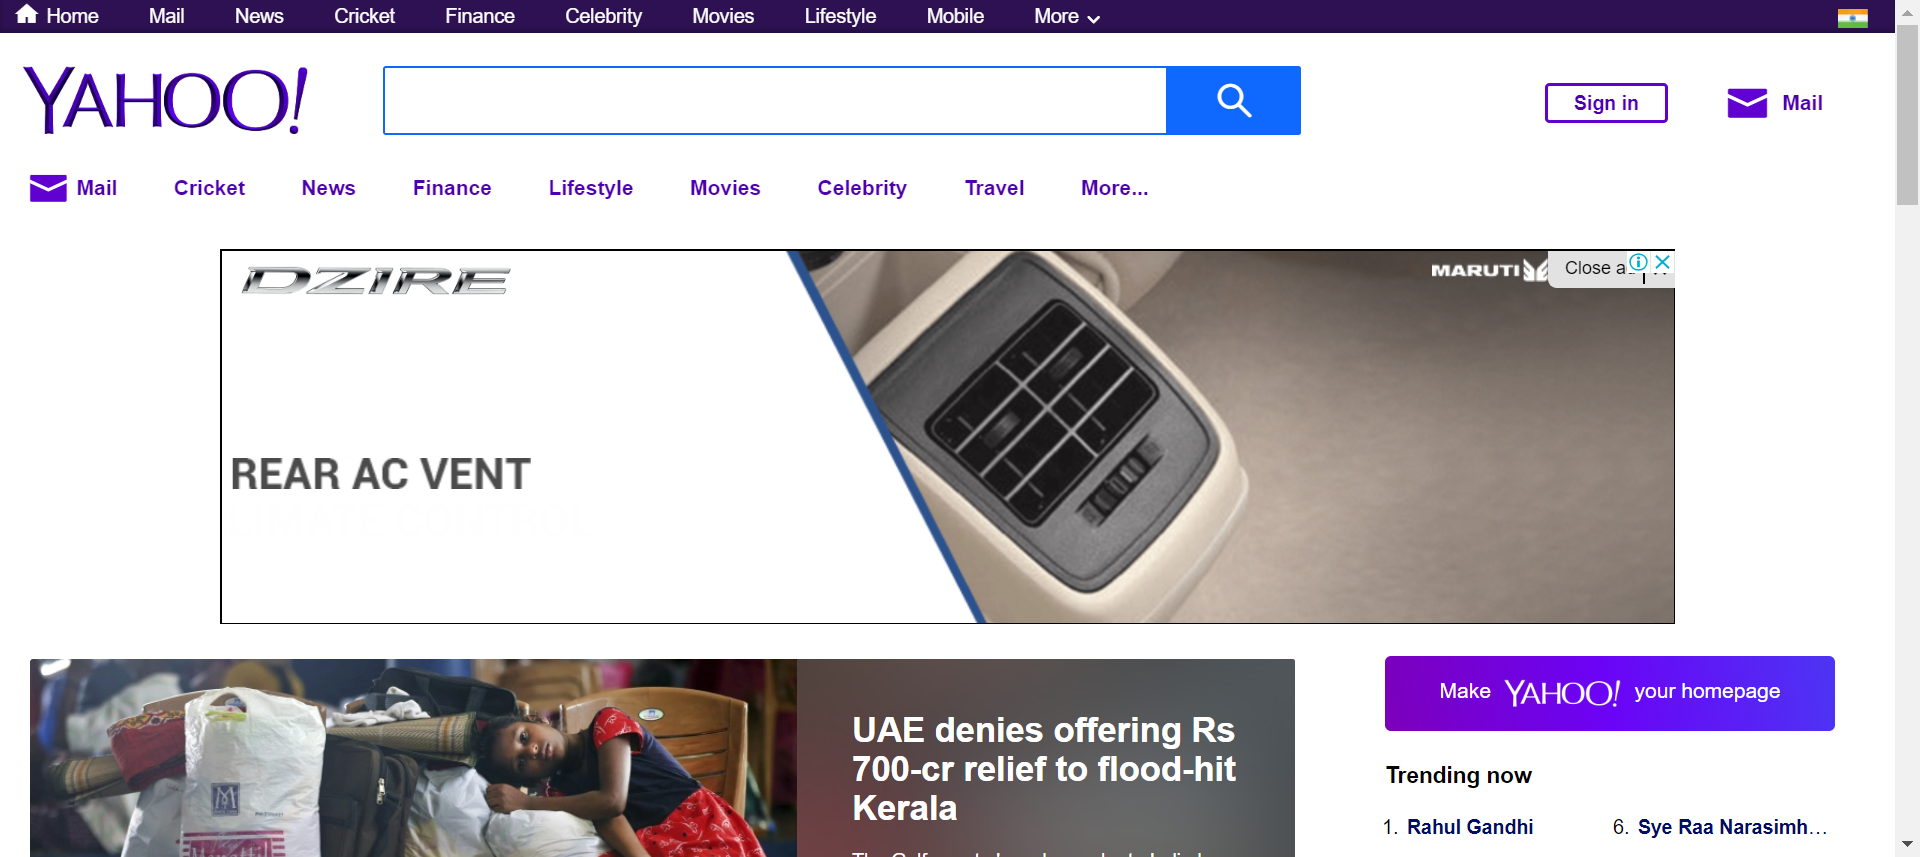 Home Mail News Cricket Finance Celebrity Movies Lifestyle Mobile More
YAHOO!
Sign in
Mail
Mail Cricket News Finance Lifestyle Movies Celebrity Travel More...
DZIRE
MARUTI
Close a
REAR AC VENT
UAE denies offering Rs
700-cr relief to flood-hit
Kerala
Make YAHOO! your homepage
Trending now
1. Rahul Gandhi
6. Sye Raa Narasimh...